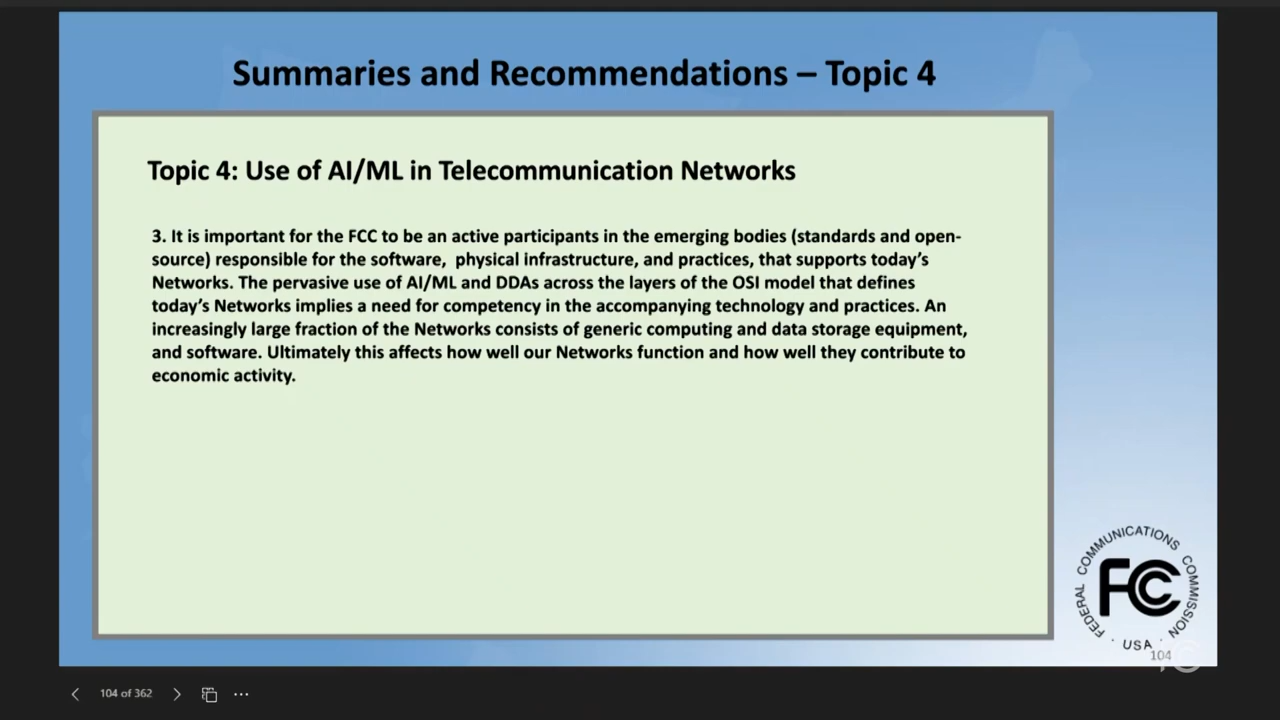 Summaries and Recommendations – Topic 4
Topic 4: Use of AI/ML in Telecommunication Networks
3. It is important for the FCC to be an active participants in the emerging bodies (standards and open-
source) responsible for the software,  physical infrastructure, and practices, that supports today’s
Networks. The pervasive use of AI/ML and DDAs across the layers of the OSI model that defines
today’s Networks implies a need for competency in the accompanying technology and practices. An
increasingly large fraction of the Networks consists of generic computing and data storage equipment,
and software. Ultimately this affects how well our Networks function and how well they contribute to
economic activity.
FEDERAL COMMUNICATIONS COMMISSION
FCC
· USA ·
104
104 of 362